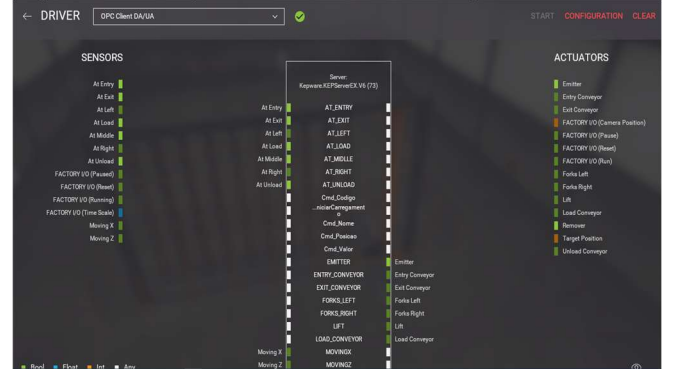 ← DRIVER OPC Client DA/UA START CONFIGURATION CLEAR
SENSORS
At Entry
At Exit
At Left
At Load
At Middle
At Right
At Unload
FACTORY I/O (Paused)
FACTORY I/O (Reset)
FACTORY I/O (Running)
FACTORY I/O (Time Scale)
Moving X
Moving Z
Server:
Kepware.KEPServerEX.V6 (73)
At Entry AT_ENTRY
At Exit AT_EXIT
At Left AT_LEFT
At Load AT_LOAD
At Middle AT_MIDLLE
At Right AT_RIGHT
At Unload AT_UNLOAD
Cmd_Codigo
...niciarCarregament
o
Cmd_Nome
Cmd_Posicao
Cmd_Valor
EMITTER Emitter
ENTRY_CONVEYOR Entry Conveyor
EXIT_CONVEYOR Exit Conveyor
FORKS_LEFT Forks Left
FORKS_RIGHT Forks Right
LIFT Lift
LOAD_CONVEYOR Load Conveyor
Moving X MOVINGX
Moving Z MOVINGZ
ACTUATORS
Emitter
Entry Conveyor
Exit Conveyor
FACTORY I/O (Camera Position)
FACTORY I/O (Pause)
FACTORY I/O (Reset)
FACTORY I/O (Run)
Forks Left
Forks Right
Lift
Load Conveyor
Remover
Target Position
Unload Conveyor
Bool Float Int Any